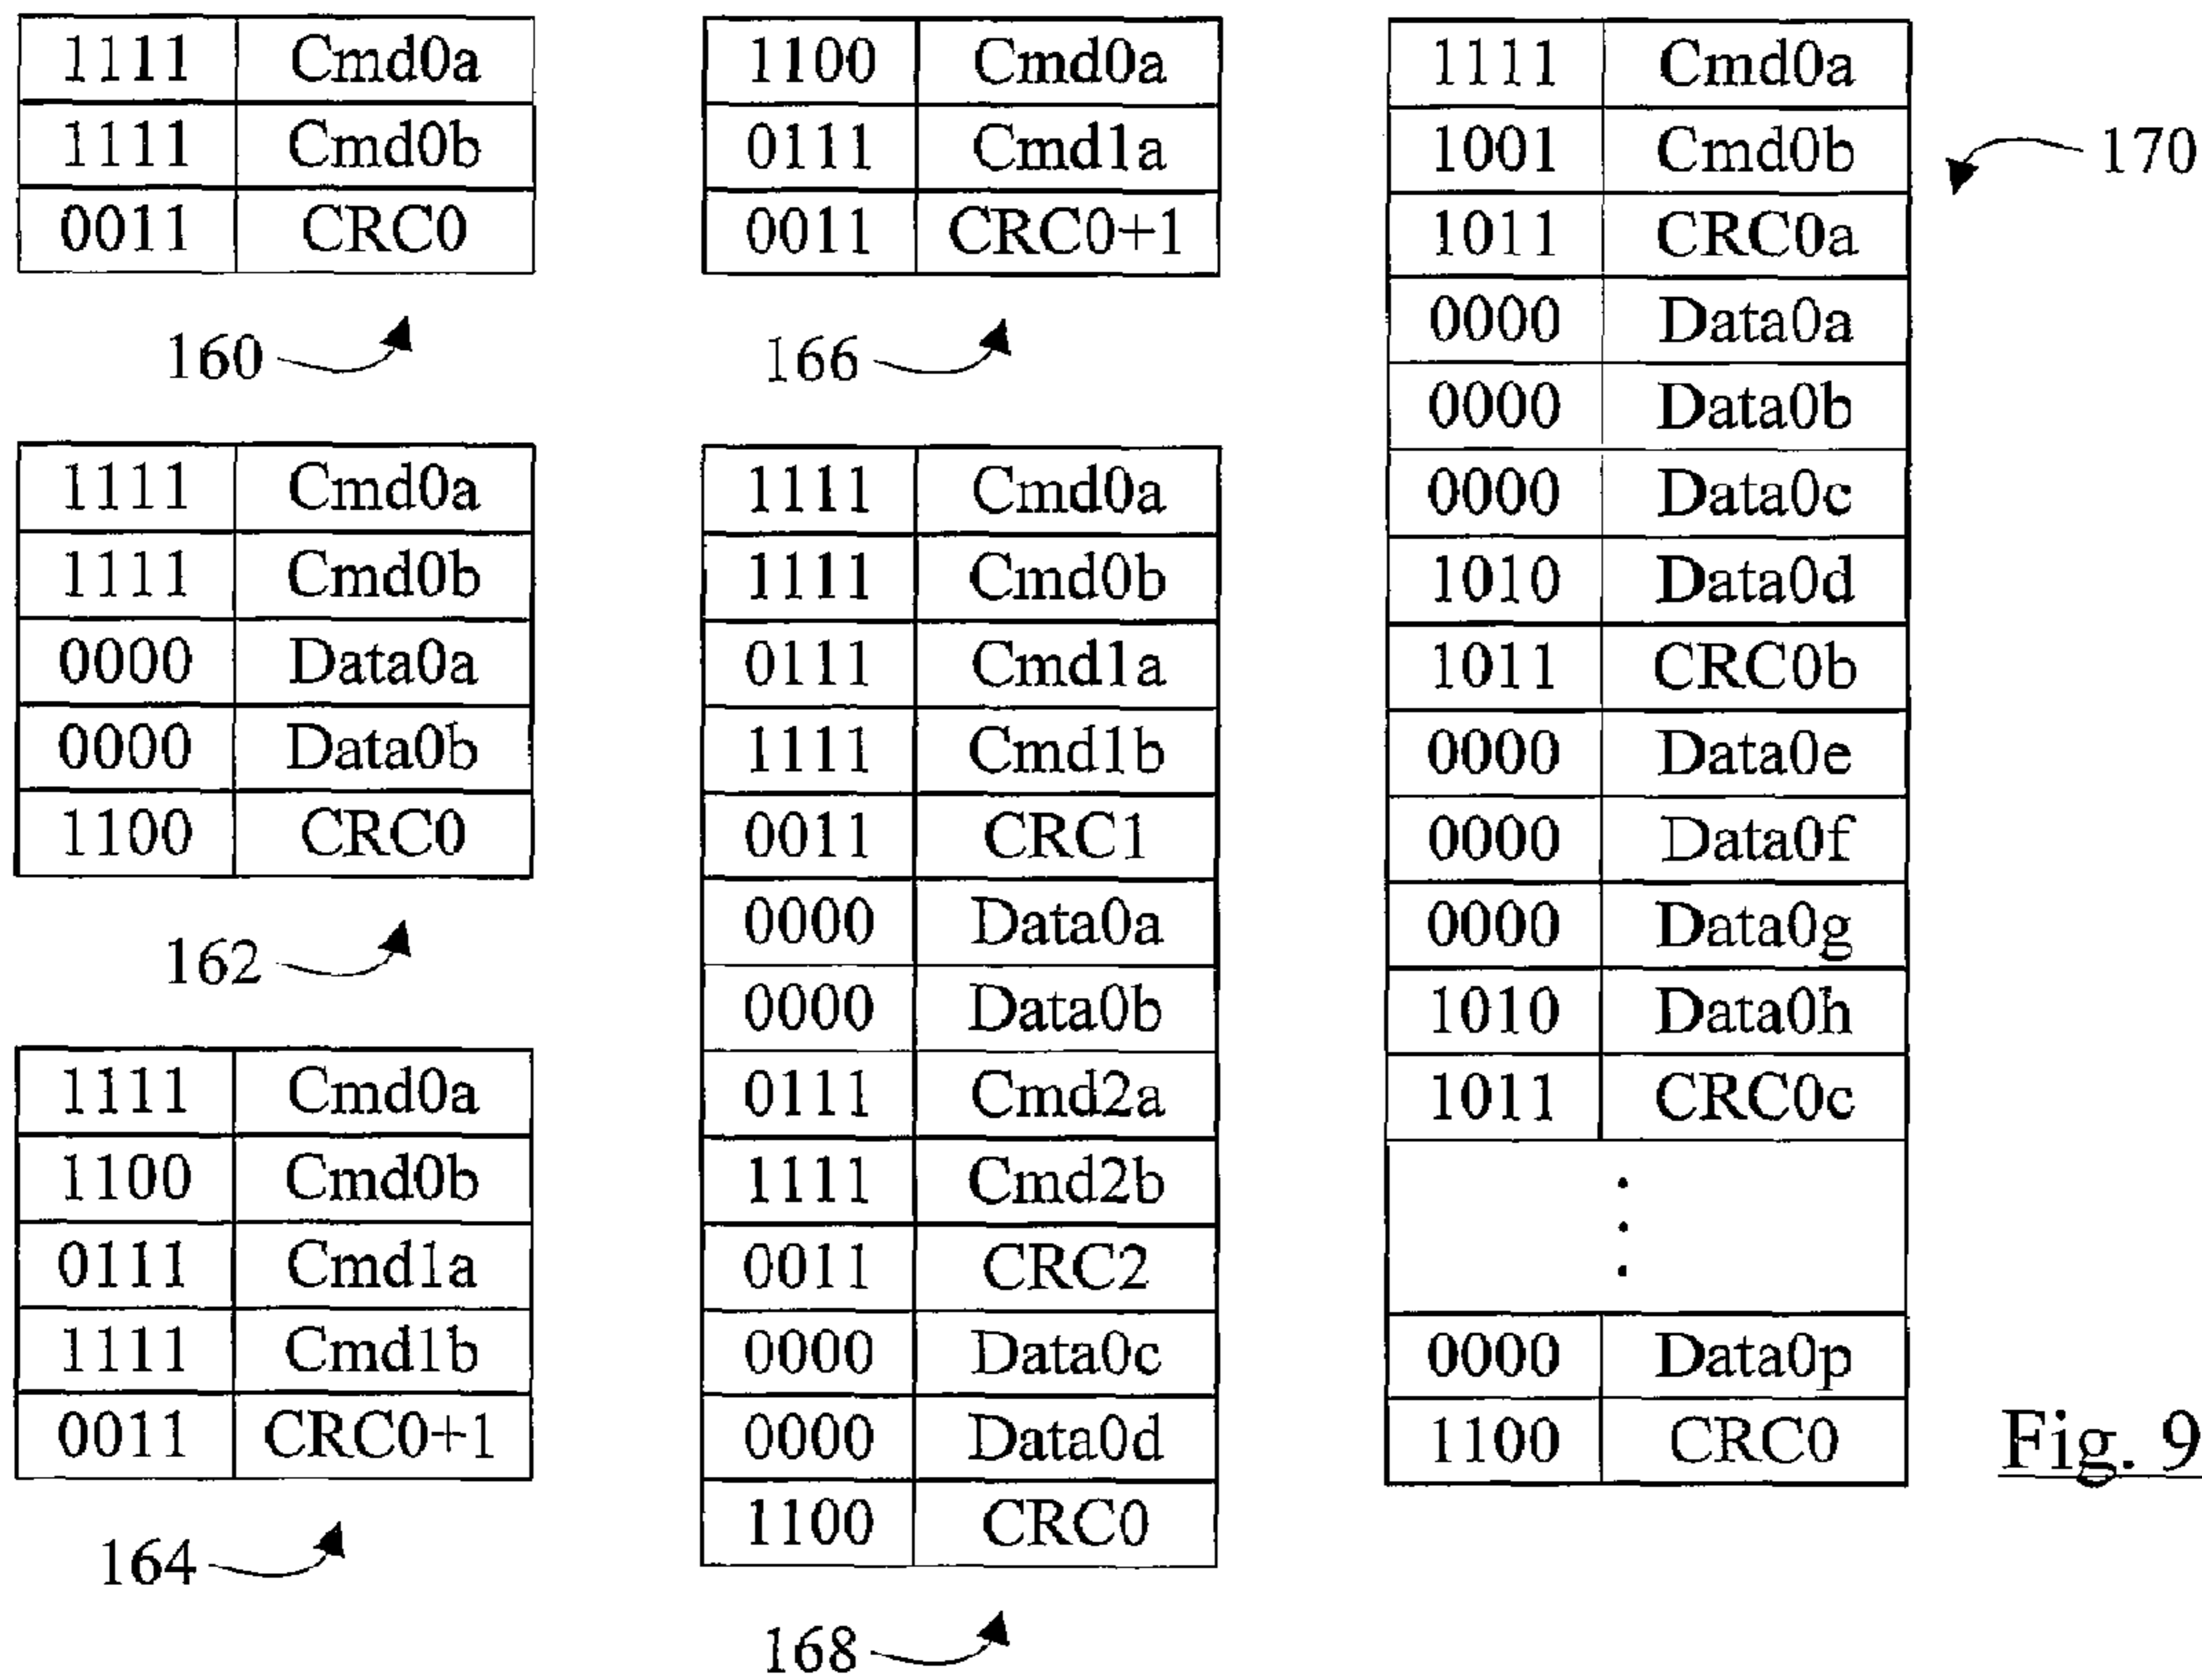 1111 Cmd0a
1111 Cmd0b
0011 CRC0
160
1111 Cmd0a
1111 Cmd0b
0000 Data0a
0000 Data0b
1100 CRC0
162
1111 Cmd0a
1100 Cmd0b
0111 Cmd1a
1111 Cmd1b
0011 CRC0+1
164
1100 Cmd0a
0111 Cmd1a
0011 CRC0+1
166
1111 Cmd0a
1111 Cmd0b
0111 Cmd1a
1111 Cmd1b
0011 CRC1
0000 Data0a
0000 Data0b
0111 Cmd2a
1111 Cmd2b
0011 CRC2
0000 Data0c
0000 Data0d
1100 CRC0
168
1111 Cmd0a
1001 Cmd0b
1011 CRC0a
0000 Data0a
0000 Data0b
0000 Data0c
1010 Data0d
1011 CRC0b
0000 Data0e
0000 Data0f
0000 Data0g
1010 Data0h
1011 CRC0c
0000 Data0p
1100 CRC0
170
Fig. 9